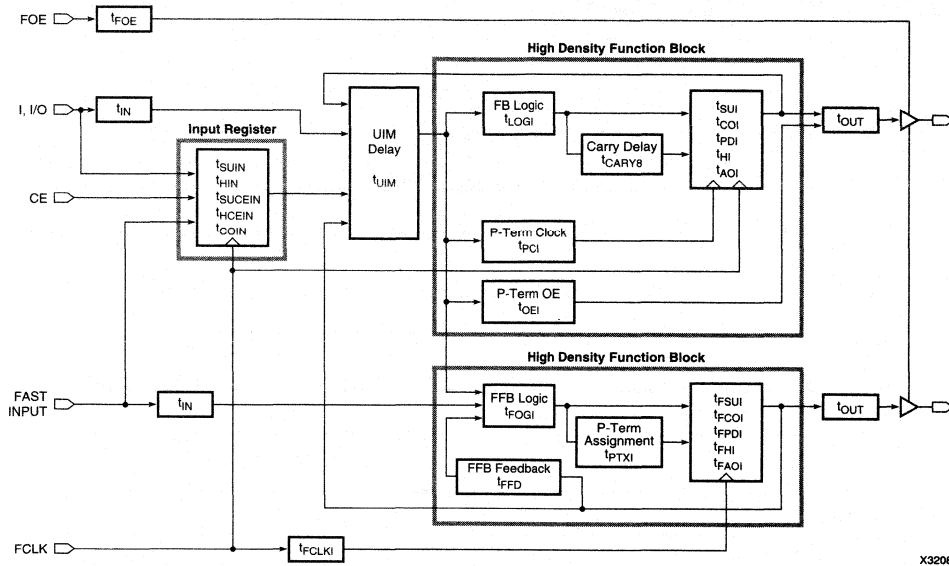 FOE
tFOE
High Density Function Block
I, I/O
tIN
Input Register
tSUIN
tHIN
tSUCEIN
tHCEIN
tCOIN
CE
UIM
Delay
tUIM
FB Logic
tLOGI
Carry Delay
tCARY8
tSUI
tCOI
tPDI
tHI
tAOI
tOUT
P-Term Clock
tPCI
P-Term OE
tOEI
High Density Function Block
FAST
INPUT
tIN
FFB Logic
tFOGI
P-Term
Assignment
tPTXI
FFB Feedback
tFFD
tFSUI
tFCOI
tFPDI
tFHI
tFAOI
tOUT
FCLK
tFCLKI
X3206